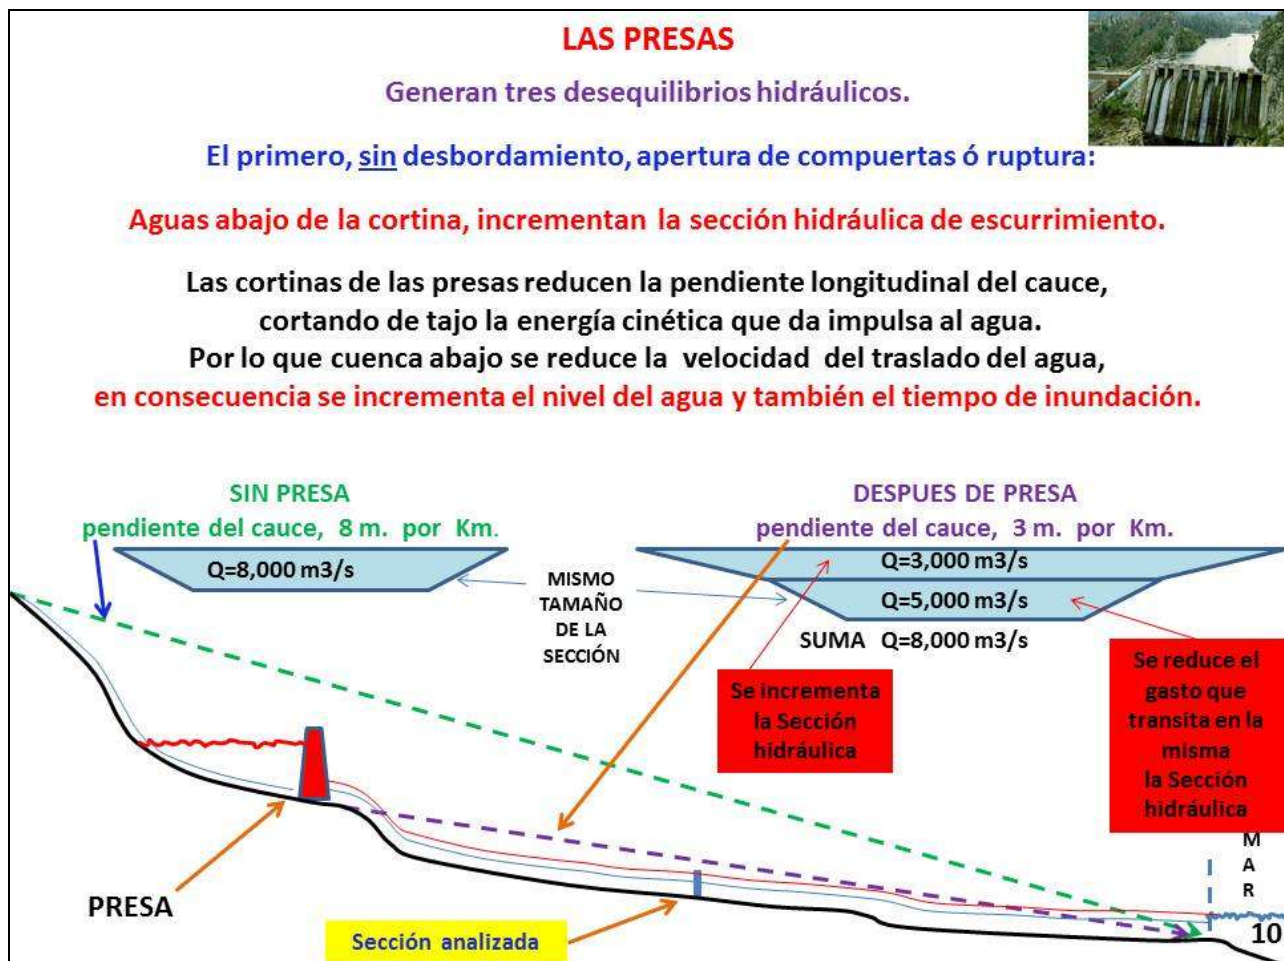 LAS PRESAS
Generan tres desequilibrios hidráulicos.
El primero, sin desbordamiento, apertura de compuertas ó ruptura:
Aguas abajo de la cortina, incrementan la sección hidráulica de escurrimiento.
Las cortinas de las presas reducen la pendiente longitudinal del cauce,
cortando de tajo la energía cinética que da impulsa al agua.
Por lo que cuenca abajo se reduce la velocidad del traslado del agua,
en consecuencia se incrementa el nivel del agua y también el tiempo de inundación.
SIN PRESA
pendiente del cauce, 8 m. por Km.
Q=8,000 m3/s
MISMO
TAMAÑO
DE LA
SECCIÓN
DESPUES DE PRESA
pendiente del cauce, 3 m. por Km.
Q=3,000 m3/s
Q=5,000 m3/s
SUMA Q=8,000 m3/s
Se incrementa
la Sección
hidráulica
Se reduce el
gasto que
transita en la
misma
la Sección
hidráulica
M
A
R
PRESA
Sección analizada
10